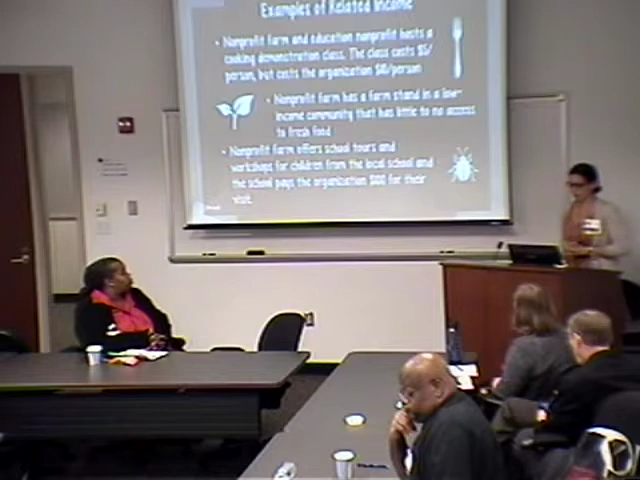 Examples of Related Income
• Nonprofit farm and education nonprofit hosts a
cooking demonstration class. The class costs $5/
person, but costs the organization $10/person
• Nonprofit farm has a farm stand in a low-
income community that has little to no access
to fresh food
• Nonprofit farm offers school tours and
workshops for children from the local school and
the school pays the organization for their
visit.